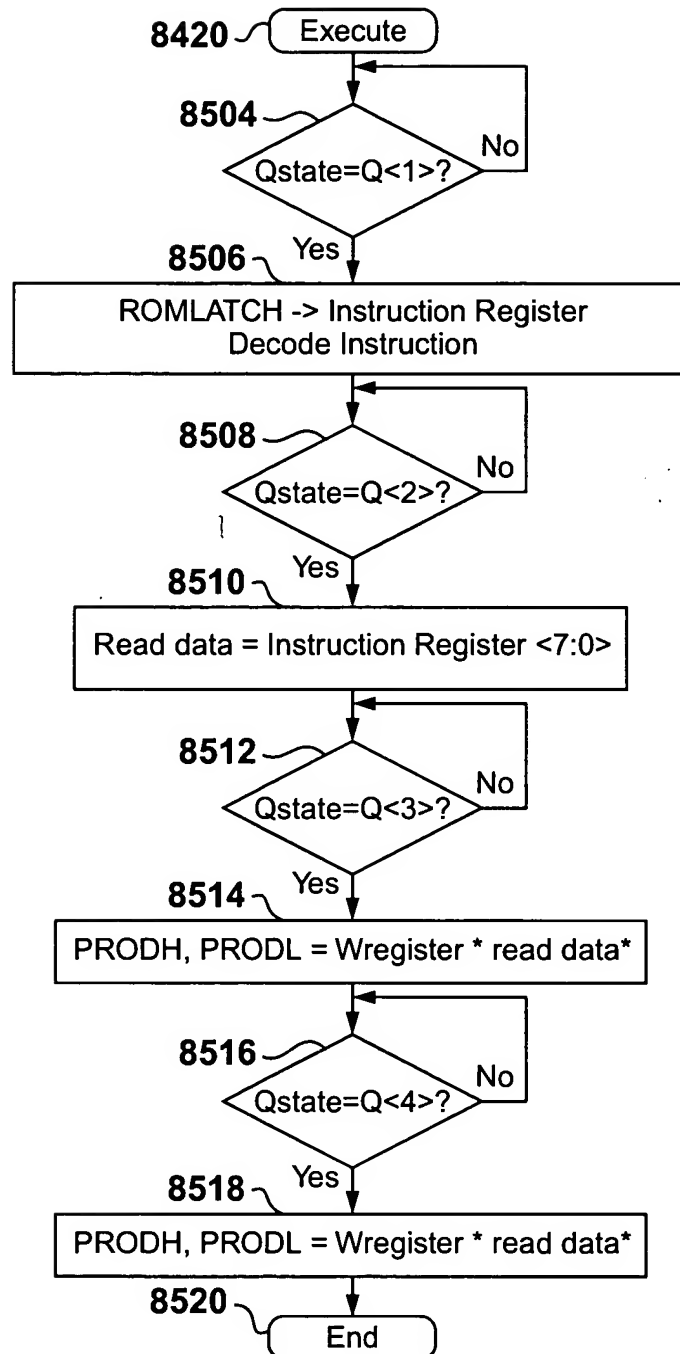 8420
Execute
8504
Qstate=Q<1>?
No
Yes
8506
ROMLATCH -> Instruction Register
Decode Instruction
8508
Qstate=Q<2>?
No
Yes
8510
Read data = Instruction Register <7:0>
8512
Qstate=Q<3>?
No
Yes
8514
PRODH, PRODL = Wregister * read data*
8516
Qstate=Q<4>?
No
Yes
8518
PRODH, PRODL = Wregister * read data*
8520
End